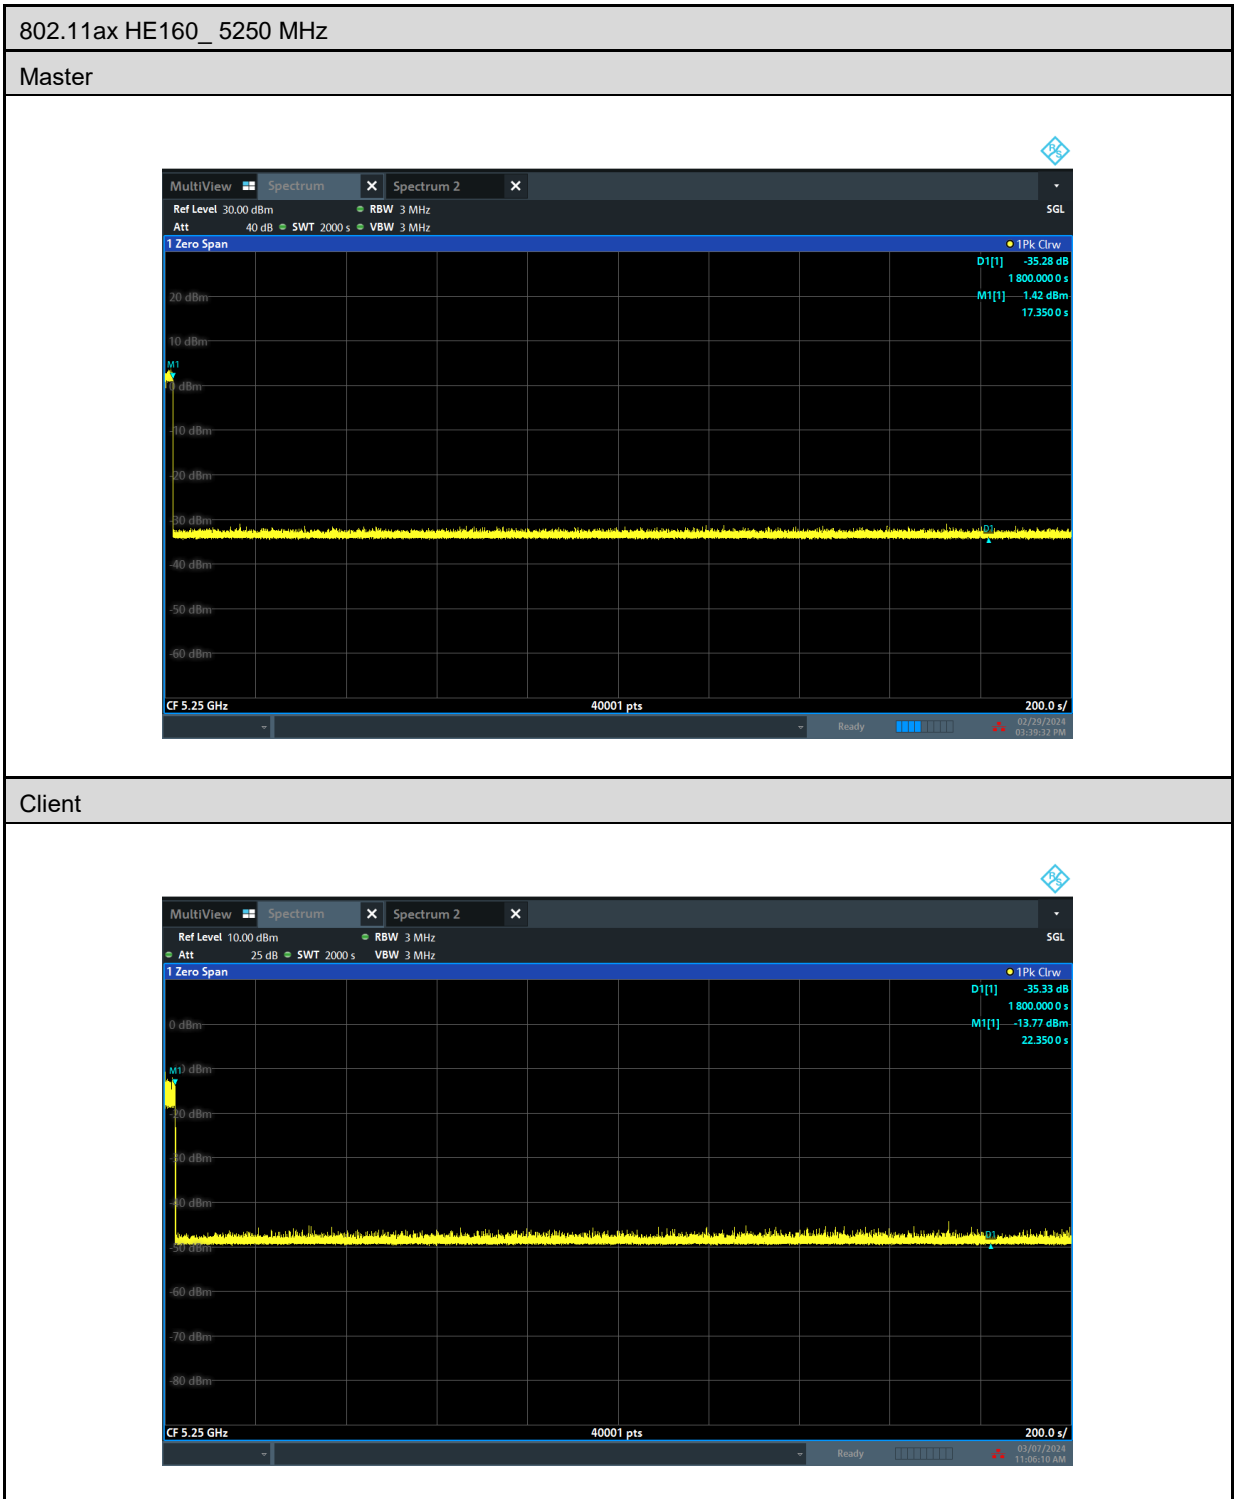 802.11ax HE160_ 5250 MHz
Master
R S
MultiView Spectrum X Spectrum 2 X
Ref Level 30.00 dBm RBW 3 MHz SGL
Att 40 dB SWT 2000 s VBW 3 MHz
1 Zero Span 1Pk Clrw
D1[1] -35.28 dB
1 800.000 0 s
20 dBm M1[1] 1.42 dBm
17.350 0 s
10 dBm
M1
0 dBm
-10 dBm
-20 dBm
-30 dBm
D1
-40 dBm
-50 dBm
-60 dBm
CF 5.25 GHz 40001 pts 200.0 s/
Ready 02/29/2024
03:39:32 PM
Client
R S
MultiView Spectrum X Spectrum 2 X
Ref Level 10.00 dBm RBW 3 MHz SGL
Att 25 dB SWT 2000 s VBW 3 MHz
1 Zero Span 1Pk Clrw
D1[1] -35.33 dB
1 800.000 0 s
0 dBm M1[1] -13.77 dBm
22.350 0 s
M1 dBm
-20 dBm
-30 dBm
-40 dBm
D1
-50 dBm
-60 dBm
-70 dBm
-80 dBm
CF 5.25 GHz 40001 pts 200.0 s/
Ready 03/07/2024
11:06:10 AM